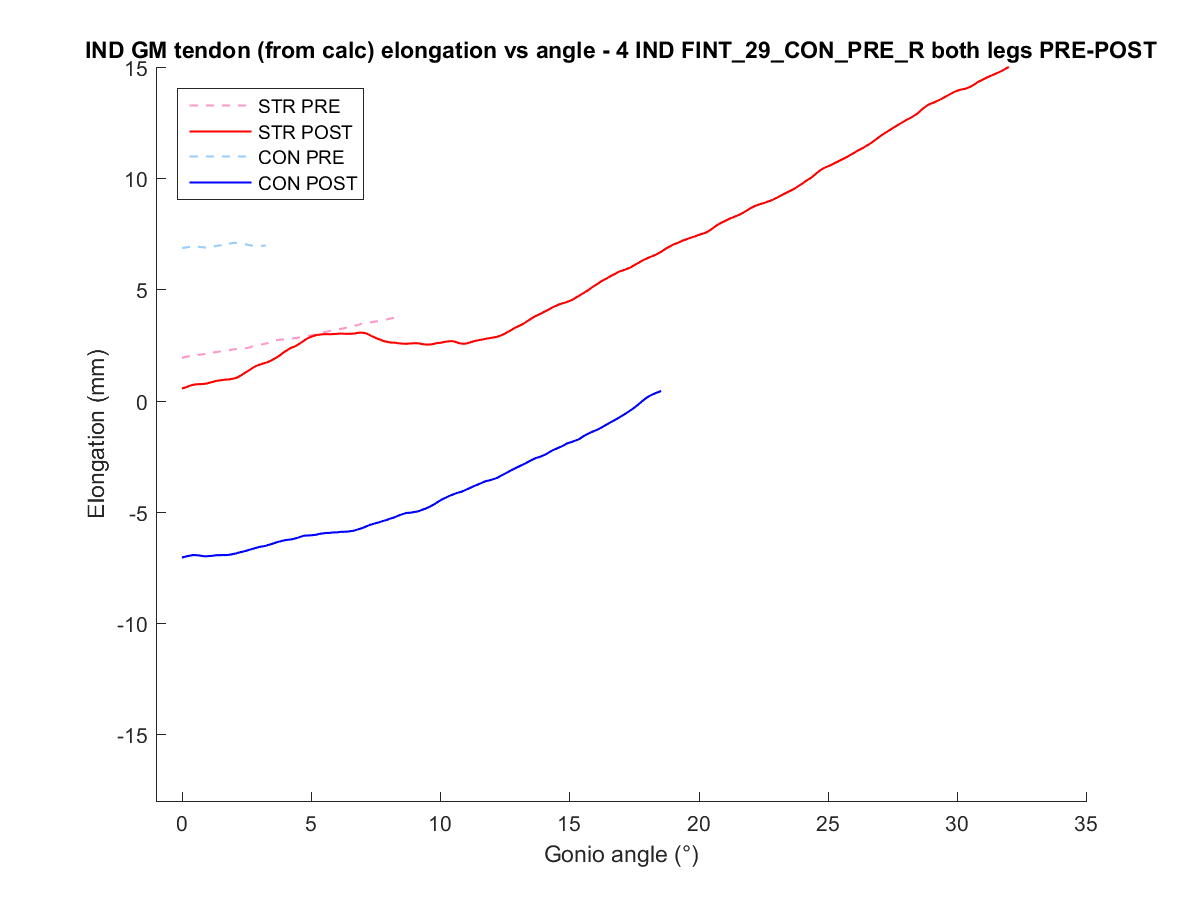 IND GM tendon (from calc) elongation vs angle - 4 IND FINT_29_CON_PRE_R both legs PRE-POST
STR PRE
STR POST
CON PRE
CON POST
15
10
5
0
-5
-10
-15
Elongation (mm)
0 5 10 15 20 25 30 35
Gonio angle (°)